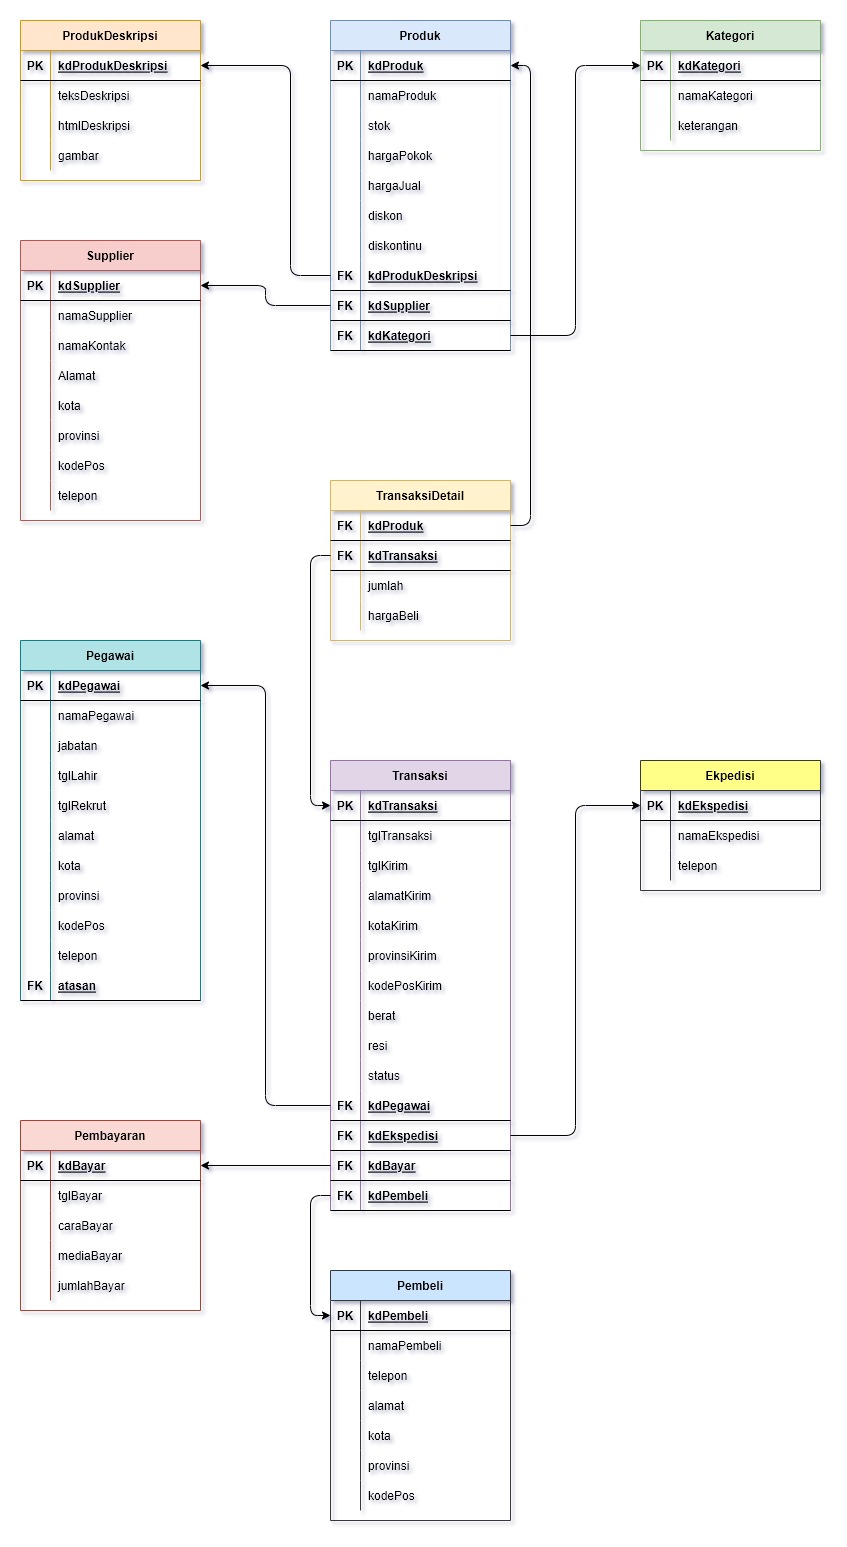 ProdukDeskripsi
PK kdProdukDeskripsi
teksDeskripsi
htmlDeskripsi
gambar
Produk
PK kdProduk
namaProduk
stok
hargaPokok
hargaJual
diskon
diskontinu
FK kdProdukDeskripsi
FK kdSupplier
FK kdKategori
Kategori
PK kdKategori
namaKategori
keterangan
Supplier
PK kdSupplier
namaSupplier
namaKontak
Alamat
kota
provinsi
kodePos
telepon
TransaksiDetail
FK kdProduk
FK kdTransaksi
jumlah
hargaBeli
Pegawai
PK kdPegawai
namaPegawai
jabatan
tglLahir
tglRekrut
alamat
kota
provinsi
kodePos
telepon
FK atasan
Transaksi
PK kdTransaksi
tglTransaksi
tglKirim
alamatKirim
kotaKirim
provinsiKirim
kodePosKirim
berat
resi
status
FK kdPegawai
FK kdEkspedisi
FK kdBayar
FK kdPembeli
Ekpedisi
PK kdEkspedisi
namaEkspedisi
telepon
Pembayaran
PK kdBayar
tglBayar
caraBayar
mediaBayar
jumlahBayar
Pembeli
PK kdPembeli
namaPembeli
telepon
alamat
kota
provinsi
kodePos